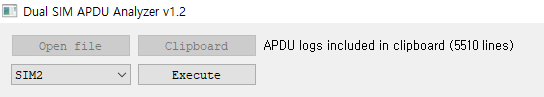 Dual SIM APDU Analyzer v1.2
Open file Clipboard APDU logs included in clipboard (5510 lines)
SIM2 Execute